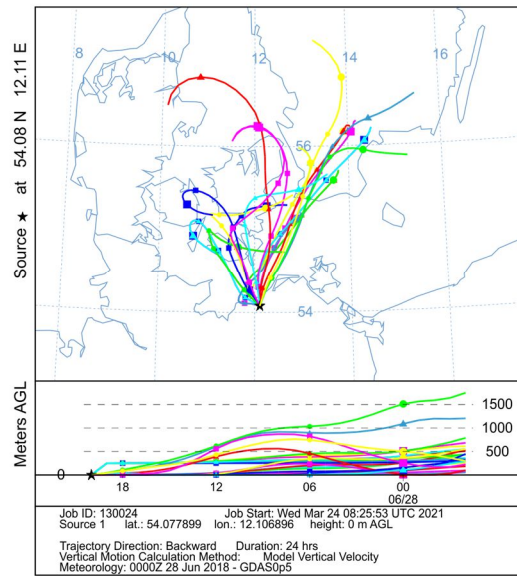 8
10
12
14
16
56
54
Source ★ at 54.08 N 12.11 E
Meters AGL
1500
1000
500
0
18
12
06
00
06/28
Job ID: 130024 Job Start: Wed Mar 24 08:25:53 UTC 2021
Source 1 lat.: 54.077899 lon.: 12.106896 height: 0 m AGL
Trajectory Direction: Backward Duration: 24 hrs
Vertical Motion Calculation Method: Model Vertical Velocity
Meteorology: 0000Z 28 Jun 2018 - GDAS0p5